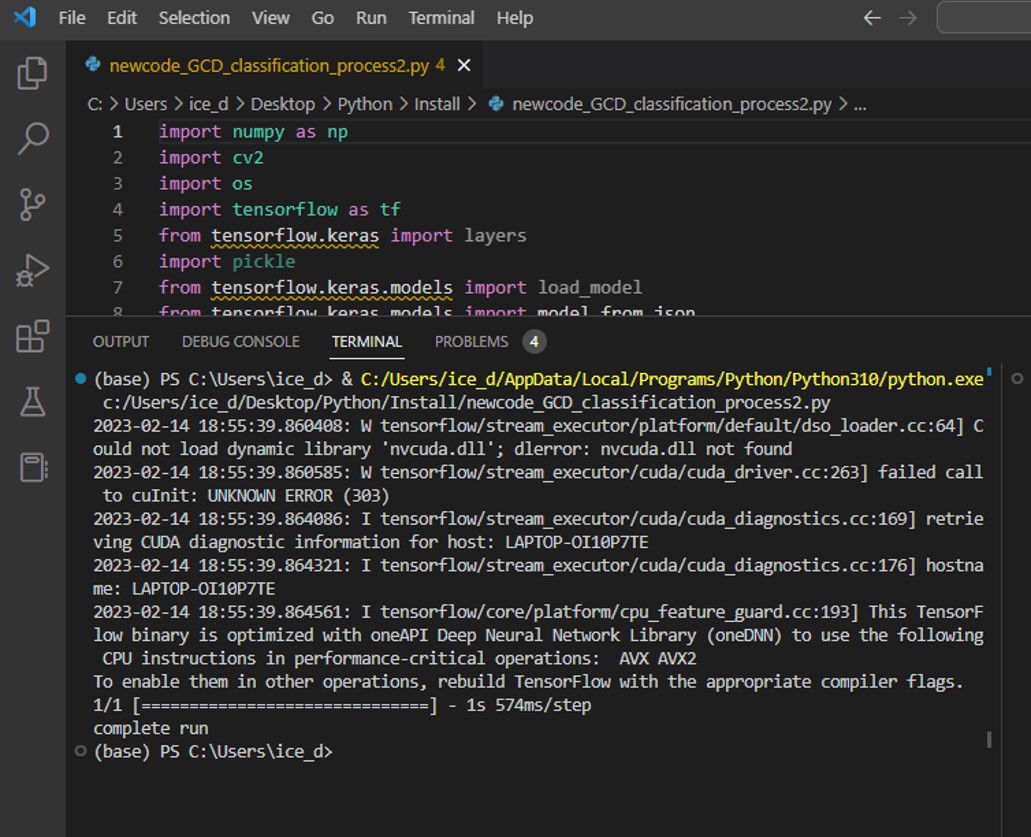 File Edit Selection View Go Run Terminal Help
newcode_GCD_classification_process2.py 4
C: > Users > ice_d > Desktop > Python > Install > newcode_GCD_classification_process2.py > ...
1 import numpy as np
2 import cv2
3 import os
4 import tensorflow as tf
5 from tensorflow.keras import layers
6 import pickle
7 from tensorflow.keras.models import load_model
8 from tensorflow.keras.models import model_from_json
OUTPUT DEBUG CONSOLE TERMINAL PROBLEMS 4
(base) PS C:\Users\ice_d> & C:/Users/ice_d/AppData/Local/Programs/Python/Python310/python.exe
c:/Users/ice_d/Desktop/Python/Install/newcode_GCD_classification_process2.py
2023-02-14 18:55:39.860408: W tensorflow/stream_executor/platform/default/dso_loader.cc:64] C
ould not load dynamic library 'nvcuda.dll'; dlerror: nvcuda.dll not found
2023-02-14 18:55:39.860585: W tensorflow/stream_executor/cuda/cuda_driver.cc:263] failed call
to cuInit: UNKNOWN ERROR (303)
2023-02-14 18:55:39.864086: I tensorflow/stream_executor/cuda/cuda_diagnostics.cc:169] retrie
ving CUDA diagnostic information for host: LAPTOP-OI10P7TE
2023-02-14 18:55:39.864321: I tensorflow/stream_executor/cuda/cuda_diagnostics.cc:176] hostna
me: LAPTOP-OI10P7TE
2023-02-14 18:55:39.864561: I tensorflow/core/platform/cpu_feature_guard.cc:193] This TensorF
low binary is optimized with oneAPI Deep Neural Network Library (oneDNN) to use the following
CPU instructions in performance-critical operations:  AVX AVX2
To enable them in other operations, rebuild TensorFlow with the appropriate compiler flags.
1/1 [==============================] - 1s 574ms/step
complete run
(base) PS C:\Users\ice_d>